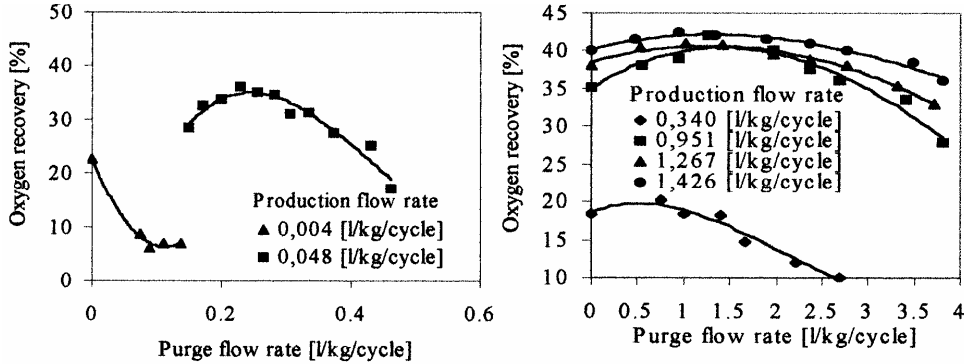 Oxygen recovery [%]
50
40
30
20
10
0
0
0.2
0.4
0.6
Purge flow rate [l/kg/cycle]
Production flow rate
0,004 [l/kg/cycle]
0,048 [l/kg/cycle]
Oxygen recovery [%]
45
40
35
30
25
20
15
10
0
0.5
1
1.5
2
2.5
3
3.5
4
Purge flow rate [l/kg/cycle]
Production flow rate
0,340 [l/kg/cycle]
0,951 [l/kg/cycle]
1,267 [l/kg/cycle]
1,426 [l/kg/cycle]